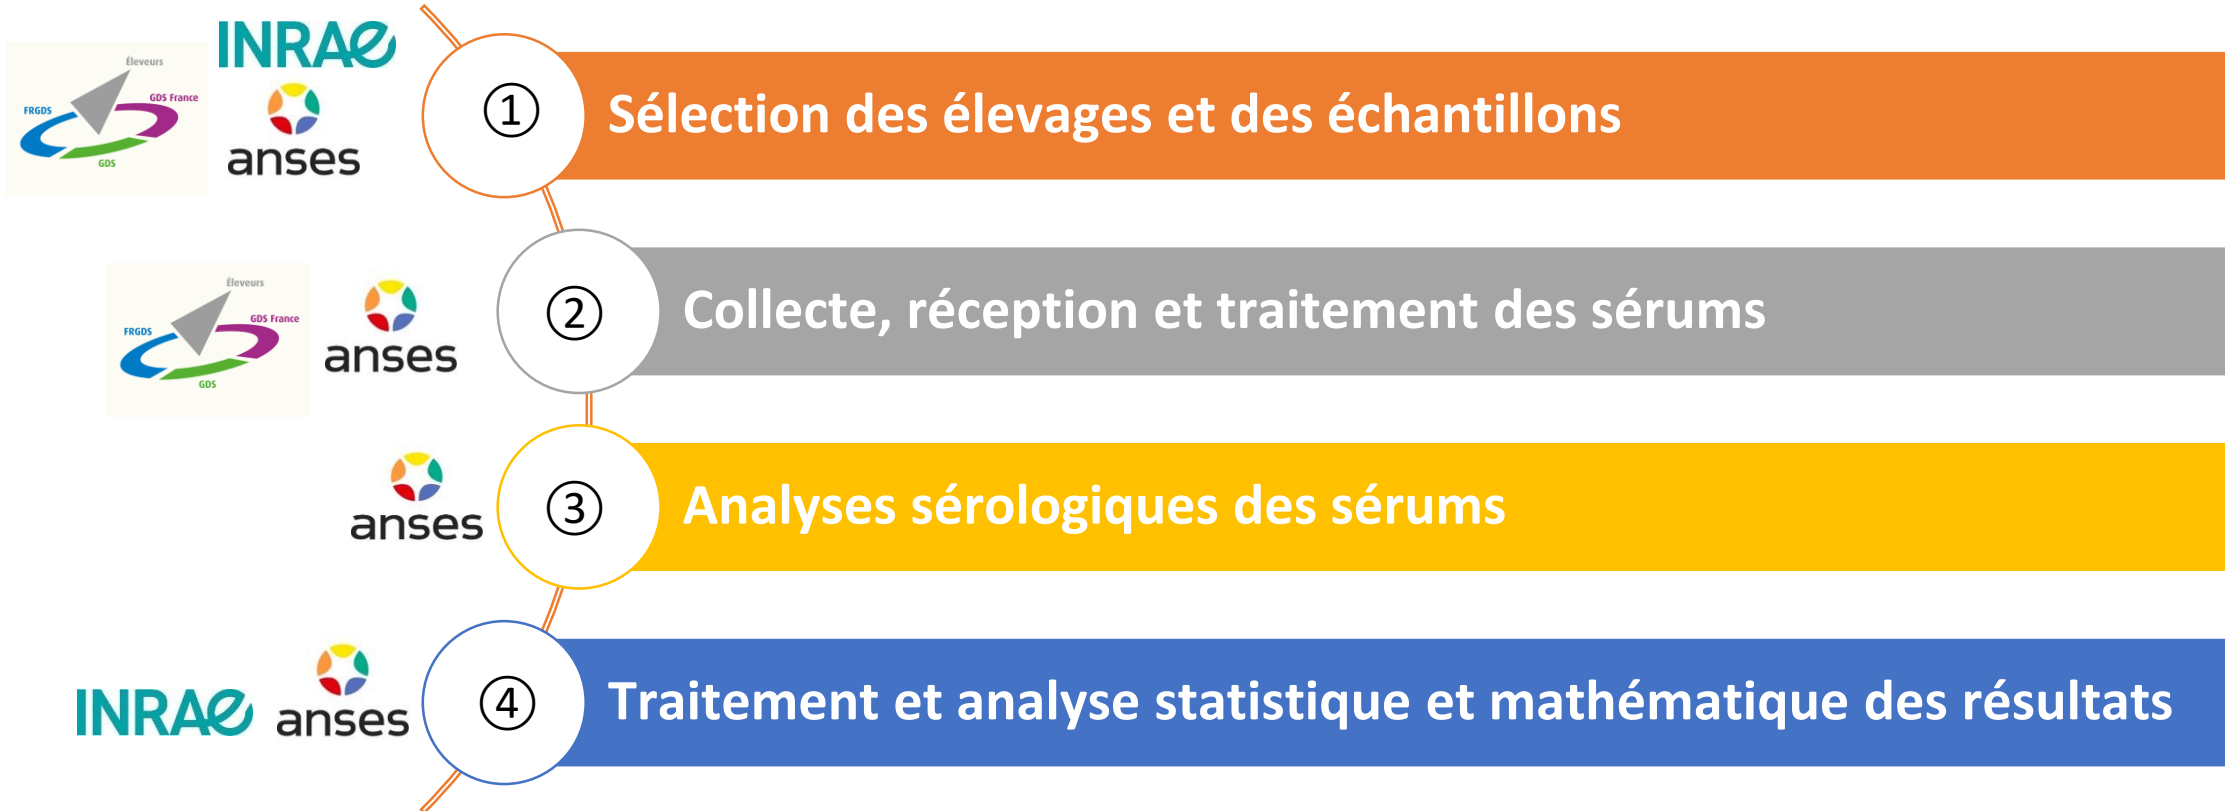 INRAE
Éleveurs
FRGDS
GDS France
GDS
anses
① Sélection des élevages et des échantillons
Éleveurs
FRGDS
GDS France
GDS
anses
② Collecte, réception et traitement des sérums
anses
③ Analyses sérologiques des sérums
INRAE
anses
④ Traitement et analyse statistique et mathématique des résultats